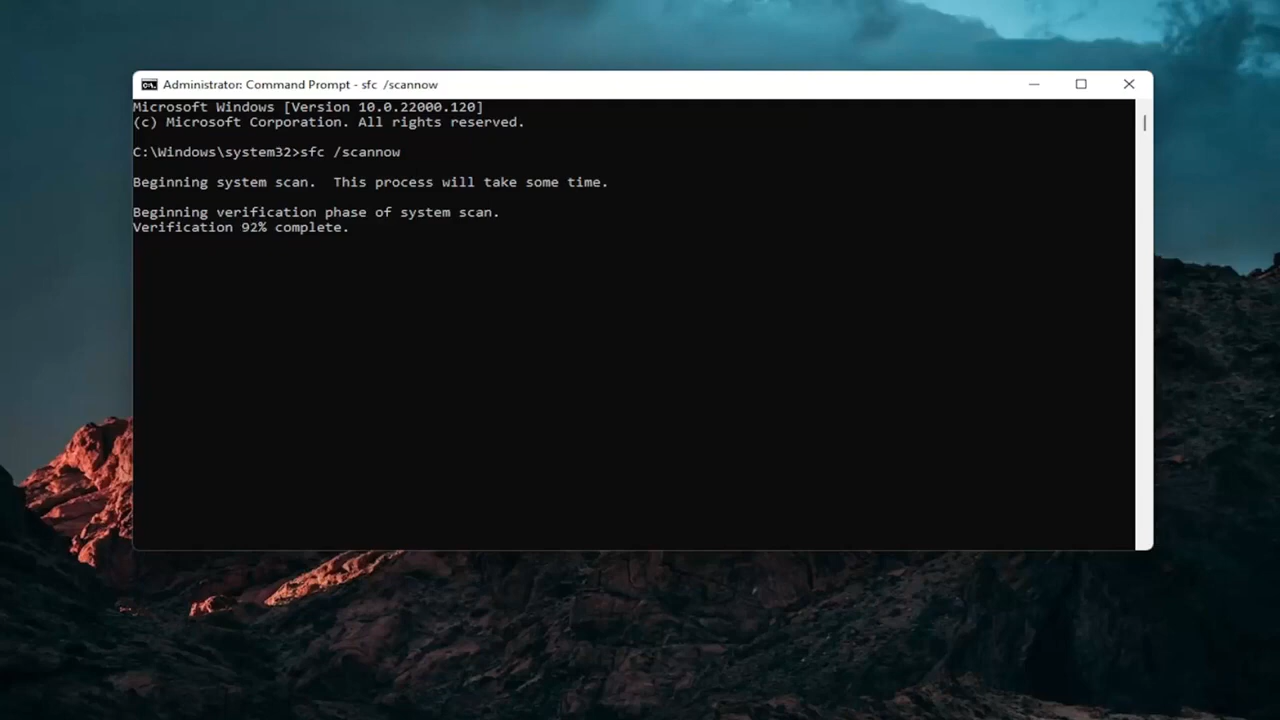 Administrator: Command Prompt - sfc  /scannow
Microsoft Windows [Version 10.0.22000.120]
(c) Microsoft Corporation. All rights reserved.
C:\Windows\system32>sfc /scannow
Beginning system scan.  This process will take some time.
Beginning verification phase of system scan.
Verification 92% complete.